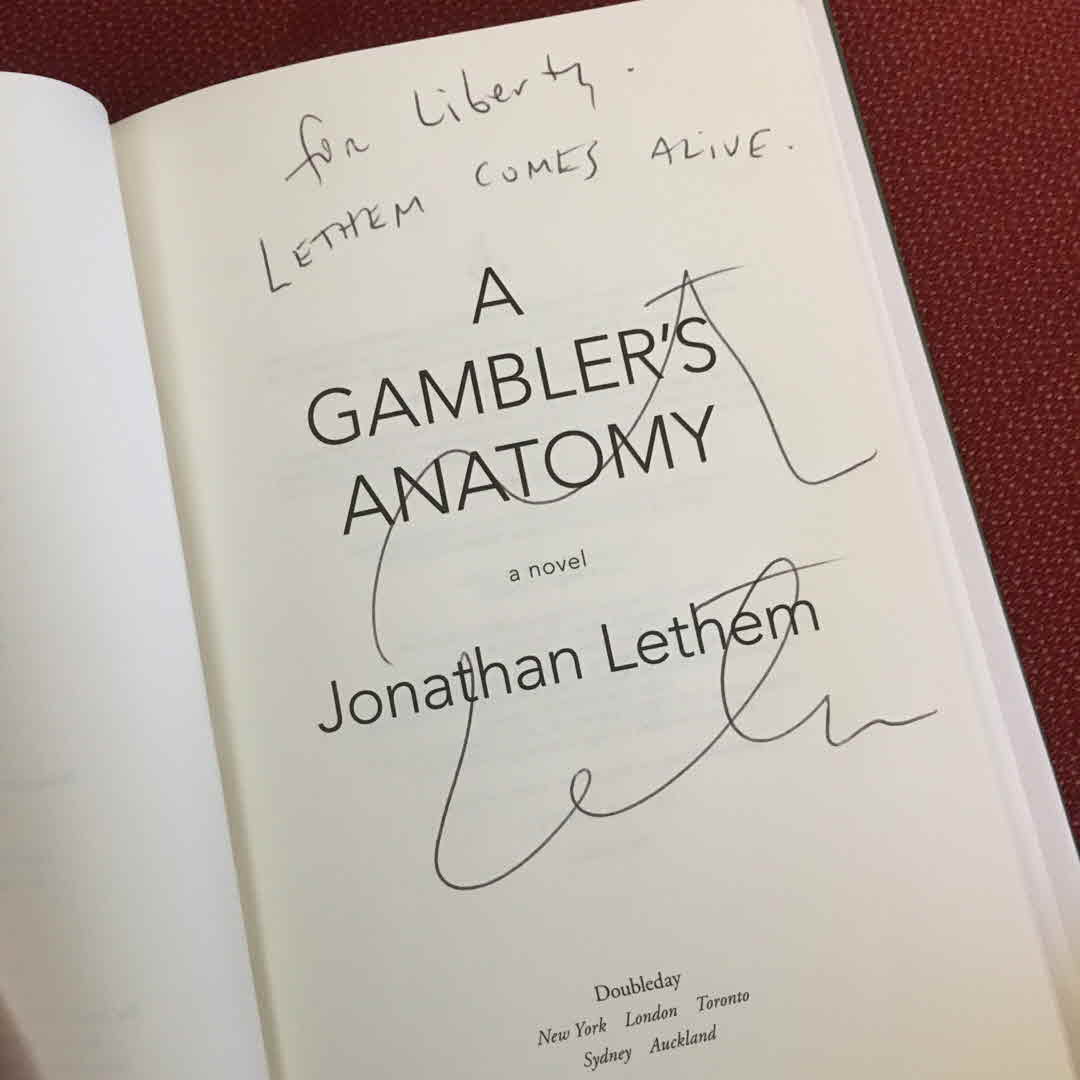 for Liberty.
LETHEM COMES ALIVE.
A
GAMBLER'S
ANATOMY
a novel
Jonathan Lethem
Doubleday
New York London Toronto
Sydney Auckland